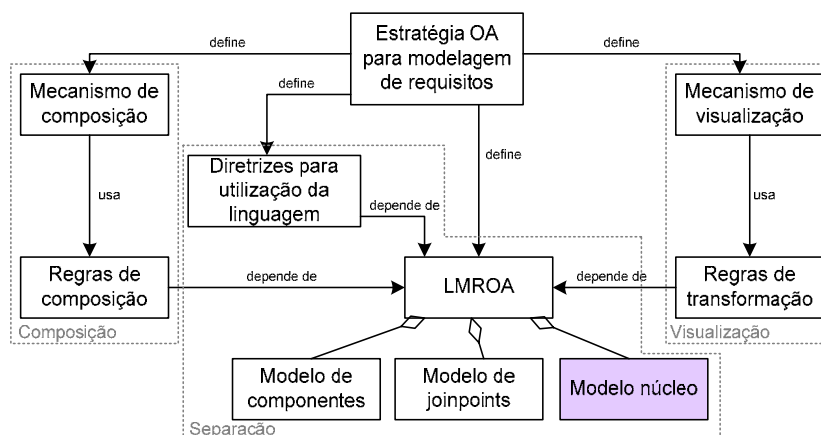 Estratégia OA
para modelagem
de requisitos
define
define
define
define
Mecanismo de
composição
Mecanismo de
visualização
Diretrizes para
utilização da
linguagem
usa
usa
depende de
Regras de
composição
depende de
LMROA
depende de
Regras de
transformação
Composição
Visualização
Modelo de
componentes
Modelo de
joinpoints
Modelo núcleo
Separação